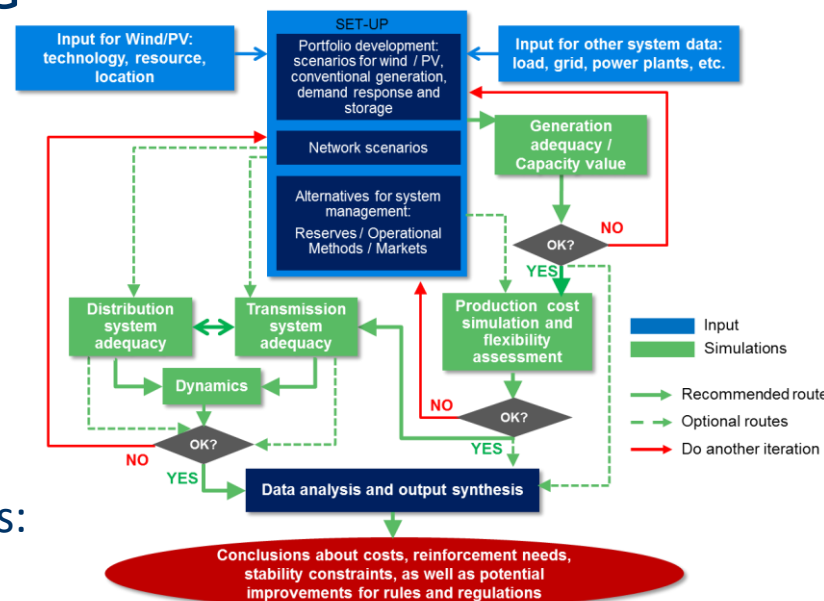 G
SET-UP
Input for Wind/PV:
technology, resource,
location
Portfolio development:
scenarios for wind / PV,
conventional generation,
demand response and
storage
Input for other system data:
load, grid, power plants, etc.
Network scenarios
Generation
adequacy /
Capacity value
Alternatives for system
management:
Reserves / Operational
Methods / Markets
NO
OK?
YES
Distribution
system
adequacy
Transmission
system
adequacy
Production cost
simulation and
flexibility
assessment
Input
Simulations
Dynamics
Recommended route
Optional routes
Do another iteration
NO
OK?
YES
OK?
NO
YES
Data analysis and output synthesis
s:
Conclusions about costs, reinforcement needs,
stability constraints, as well as potential
improvements for rules and regulations